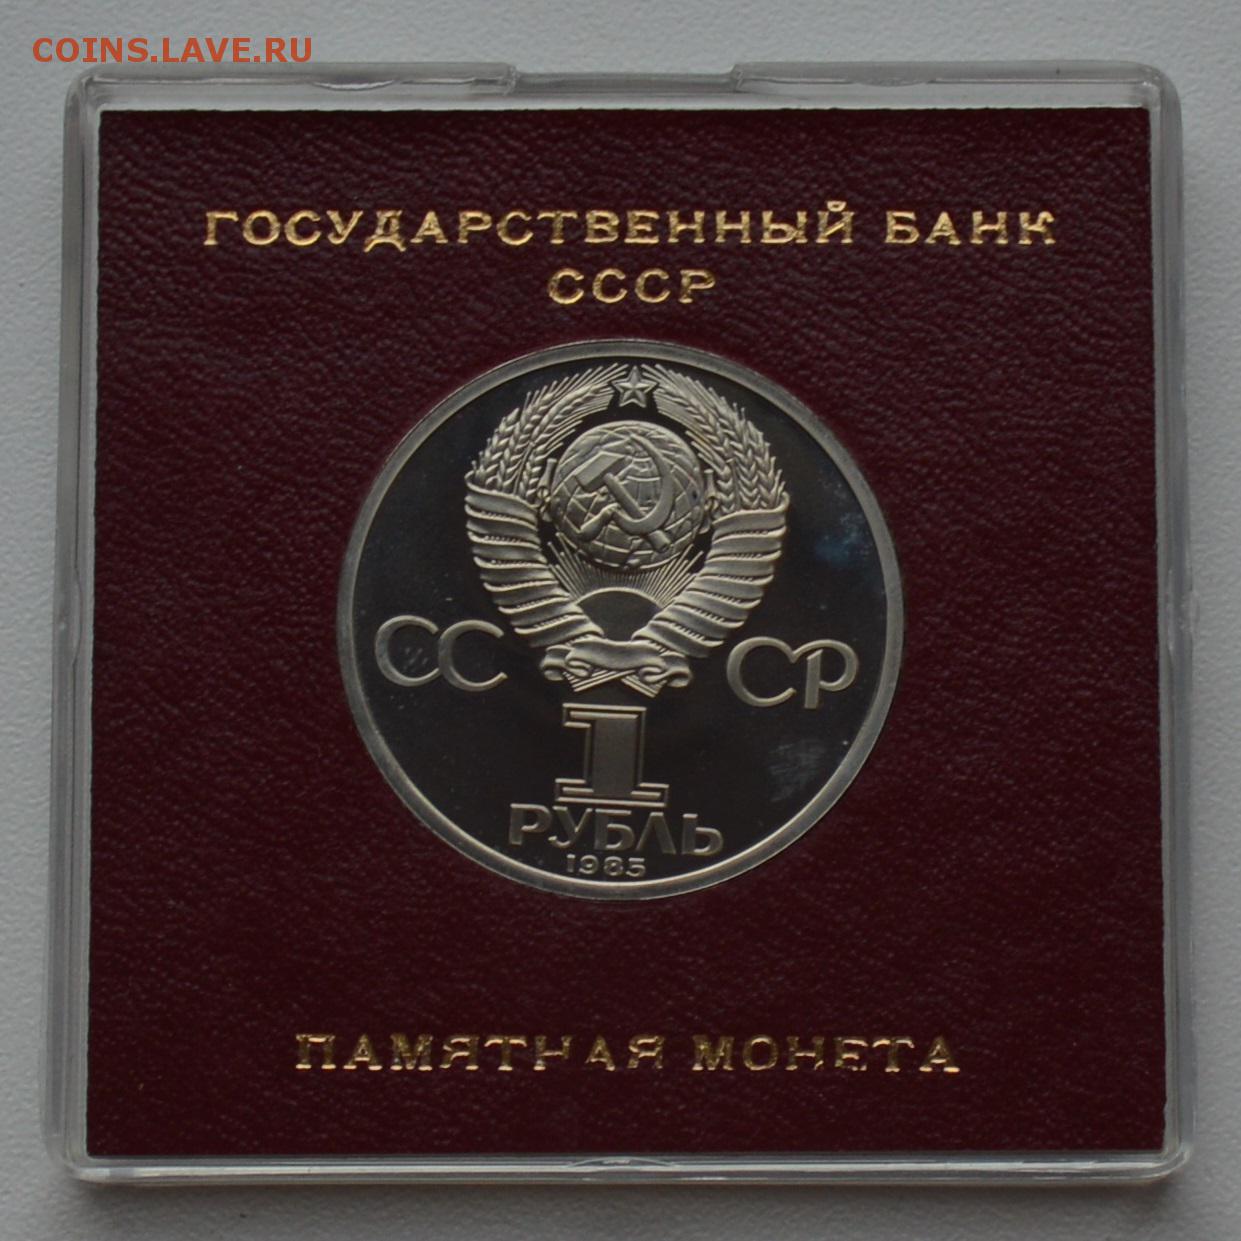 COINS.LAVE.RU
ГОСУДАРСТВЕННЫЙ БАНК
СССР
СС СР
1
РУБЛЬ
1985
ПАМЯТНАЯ МОНЕТА